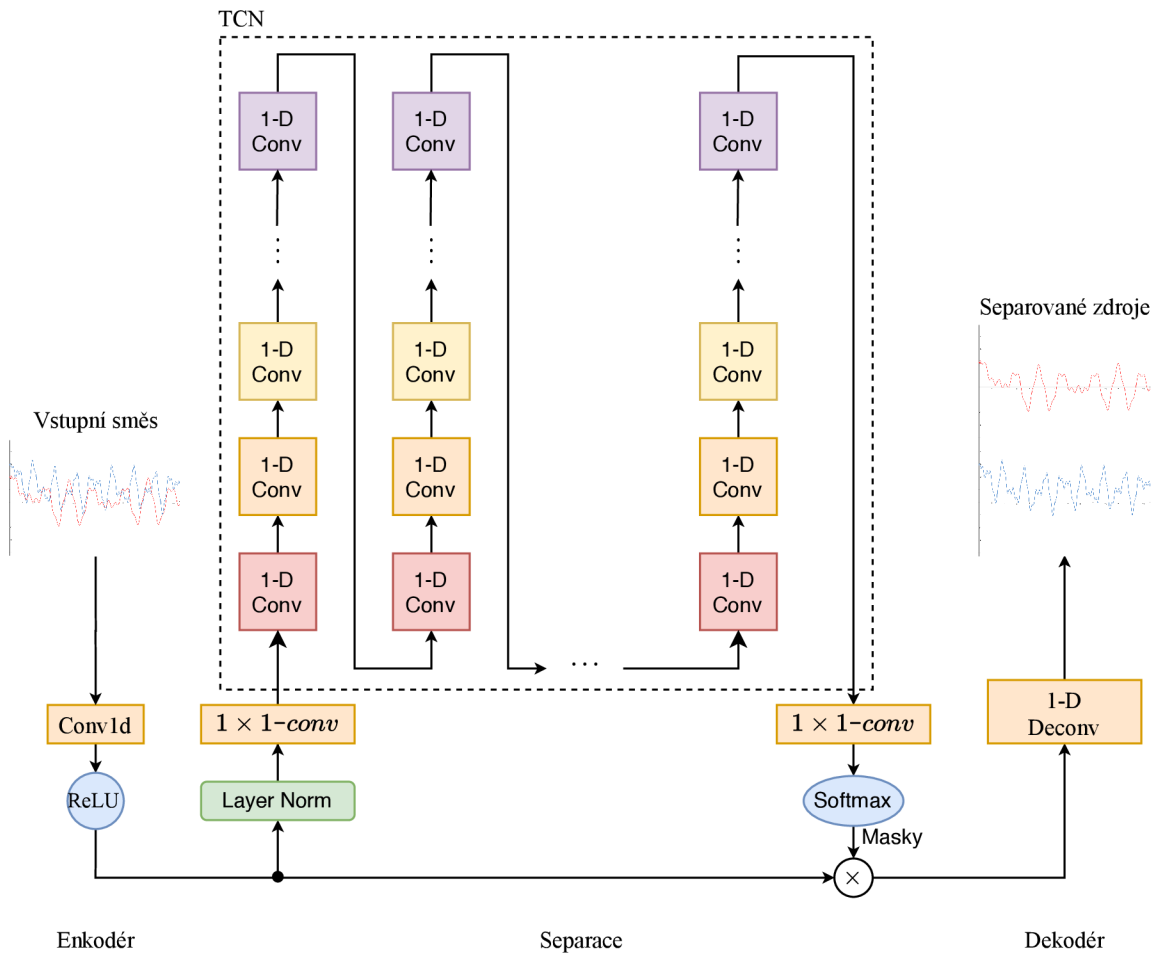 TCN
1-D
Conv
1-D
Conv
1-D
Conv
⋮
⋮
⋮
1-D
Conv
1-D
Conv
1-D
Conv
Separované zdroje
Vstupní směs
1-D
Conv
1-D
Conv
1-D
Conv
1-D
Conv
1-D
Conv
1-D
Conv
...
Conv1d
1 × 1-conv
1 × 1-conv
1-D
Deconv
ReLU
Layer Norm
Softmax
Masky
×
Enkodér
Separace
Dekodér